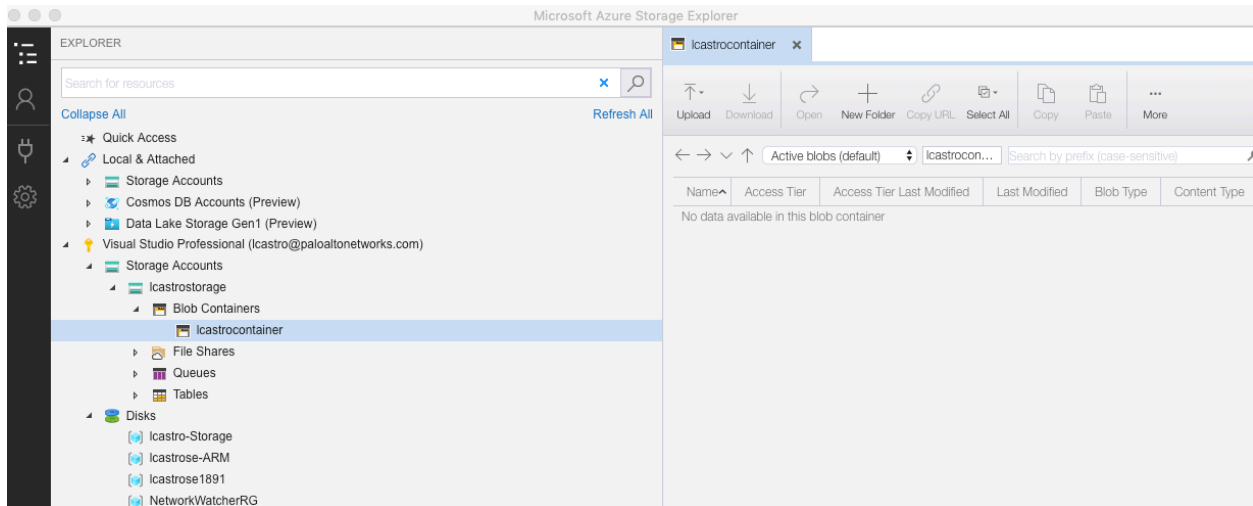 Microsoft Azure Storage Explorer
EXPLORER
Search for resources
Collapse All
Refresh All
Quick Access
Local & Attached
Storage Accounts
Cosmos DB Accounts (Preview)
Data Lake Storage Gen1 (Preview)
Visual Studio Professional (lcastro@paloaltonetworks.com)
Storage Accounts
lcastrostorage
Blob Containers
lcastrocontainer
File Shares
Queues
Tables
Disks
lcastro-Storage
lcastrose-ARM
lcastrose1891
NetworkWatcherRG
lcastrocontainer
Upload Download Open New Folder Copy URL Select All Copy Paste More
Active blobs (default) lcastrocon... Search by prefix (case-sensitive)
Name Access Tier Access Tier Last Modified Last Modified Blob Type Content Type
No data available in this blob container